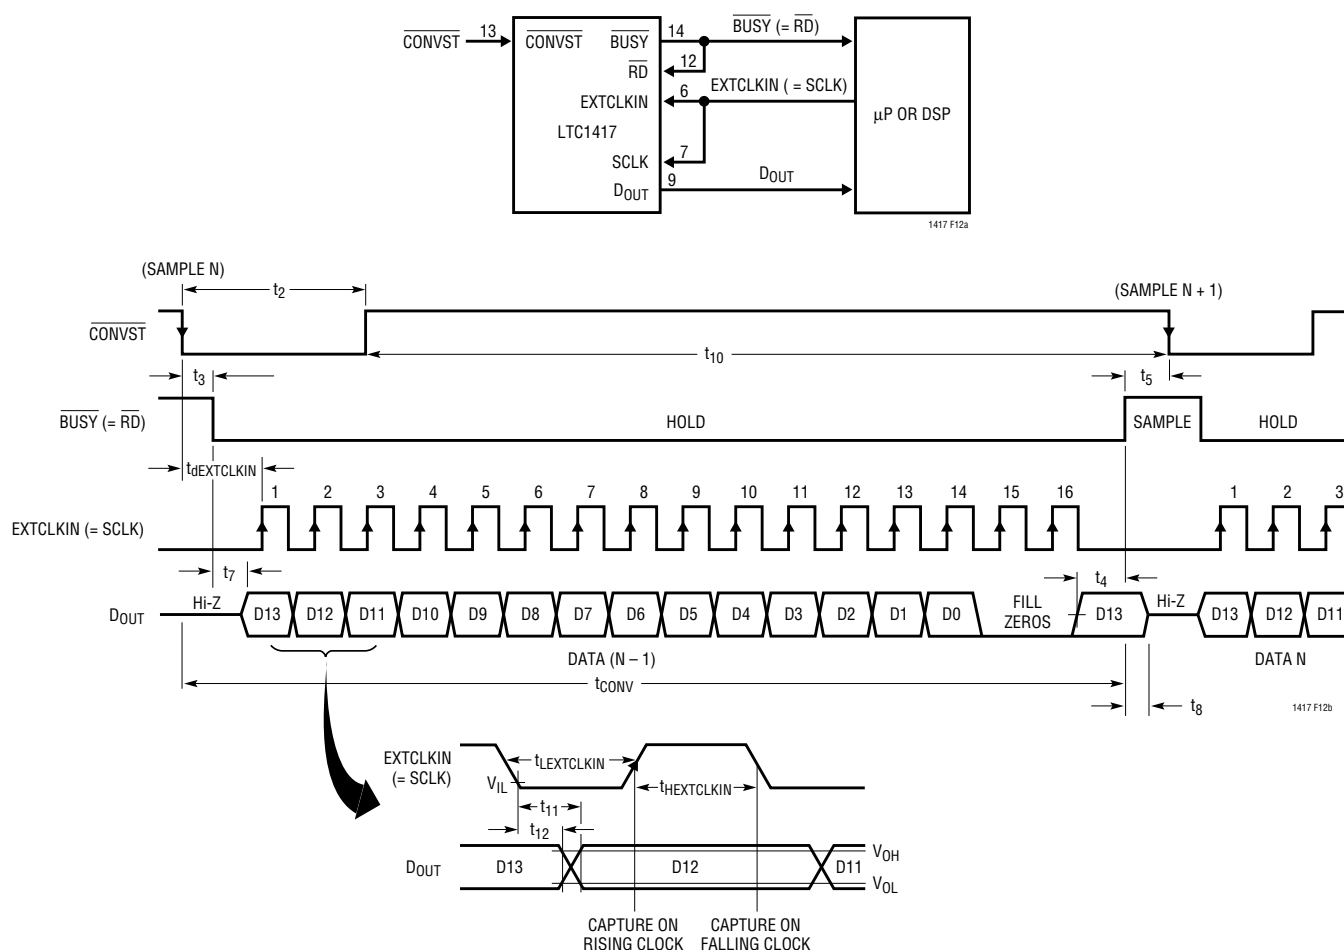 CONVST 13 CONVST BUSY 14 BUSY (= RD)
RD 12
EXTCLKIN 6 EXTCLKIN ( = SCLK)
LTC1417 µP OR DSP
SCLK 7
DOUT 9 DOUT
1417 F12a
(SAMPLE N) t2 (SAMPLE N + 1)
CONVST t10
t3 t5
BUSY (= RD) HOLD SAMPLE HOLD
tdEXTCLKIN
1 2 3 4 5 6 7 8 9 10 11 12 13 14 15 16 1 2 3
EXTCLKIN (= SCLK)
t7 t4
DOUT Hi-Z D13 D12 D11 D10 D9 D8 D7 D6 D5 D4 D3 D2 D1 D0 FILL ZEROS D13 Hi-Z D13 D12 D11
DATA (N – 1) DATA N
tCONV
t8
1417 F12b
EXTCLKIN
(= SCLK)
tLEXTCLKIN
VIL tHEXTCLKIN
t11
t12
DOUT D13 D12 D11 VOH
VOL
CAPTURE ON
RISING CLOCK
CAPTURE ON
FALLING CLOCK